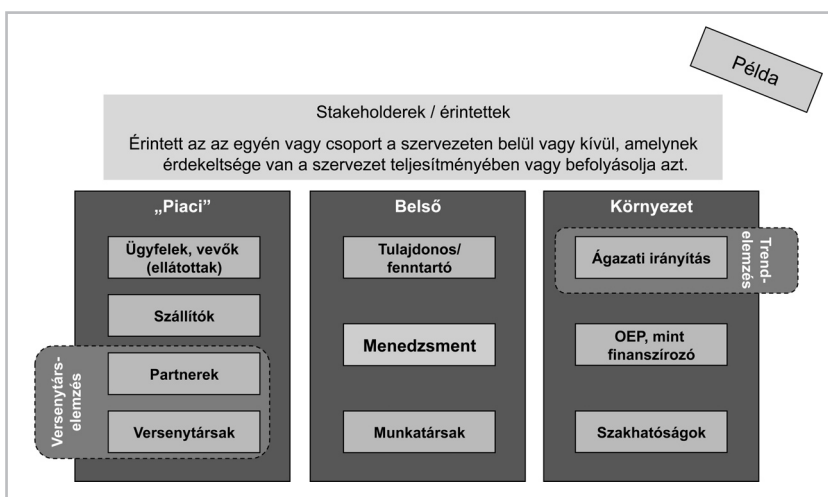 Példa
Stakeholderek / érintettek
Érintett az az egyén vagy csoport a szervezeten belül vagy kívül, amelynek
érdekeltsége van a szervezet teljesítményében vagy befolyásolja azt.
„Piaci”
Ügyfelek, vevők
(ellátottak)
Szállítók
Partnerek
Versenytársak
Versenytárs-
elemzés
Belső
Tulajdonos/
fenntartó
Menedzsment
Munkatársak
Környezet
Ágazati irányítás
Trend-
elemzés
OEP, mint
finanszírozó
Szakhatóságok